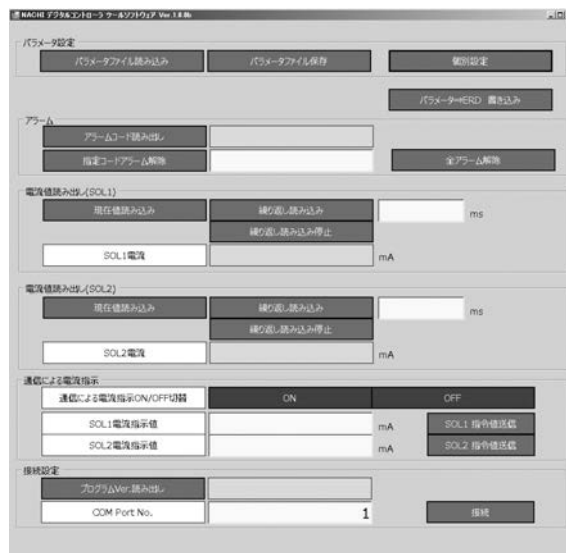 NACHI デジタルコントローラ ツールソフトウェア Ver.1.0.0b
パラメータ設定
パラメータファイル読み込み パラメータファイル保存 個別設定
パラメータ⇒ERD 書き込み
アラーム
アラームコード読み出し
指定コードアラーム解除 全アラーム解除
電流値読み出し(SOL1)
現在値読み込み 繰り返し読み込み ms
繰り返し読み込み停止
SOL1電流 mA
電流値読み出し(SOL2)
現在値読み込み 繰り返し読み込み ms
繰り返し読み込み停止
SOL2電流 mA
通信による電流指示
通信による電流指示ON/OFF切替 ON OFF
SOL1電流指示値 mA SOL1 指令値送信
SOL2電流指示値 mA SOL2 指令値送信
接続設定
プログラムVer.読み出し
COM Port No. 1 接続